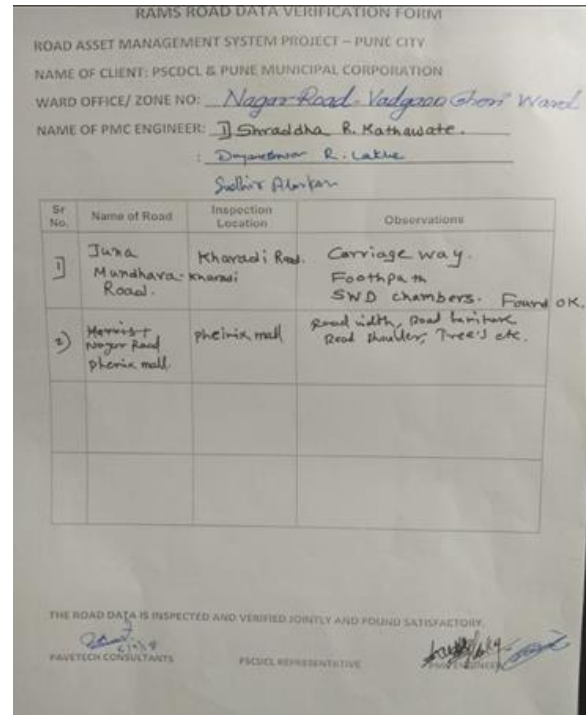 RAMS ROAD DATA VERIFICATION FORM
ROAD ASSET MANAGEMENT SYSTEM PROJECT – PUNE CITY
NAME OF CLIENT: PSCDCL & PUNE MUNICIPAL CORPORATION
WARD OFFICE/ ZONE NO: Nagar Road - Vadgaon Sheri Ward
NAME OF PMC ENGINEER: 1] Shraddha R. Kathawate.
: R. Lakhe
Sudhir
Sr No.
Name of Road
Inspection Location
Observations
1]
Juna
Mundhava-Kharadi
Road.
Kharadi Road.
Carriage way.
Foothpath
SWD chambers. Found OK.
2)
Nagar Road
phenix mall.
pheinix mall
Road width, Road furniture
Road shoulder, Tree's etc.
THE ROAD DATA IS INSPECTED AND VERIFIED JOINTLY AND FOUND SATISFACTORY.
PAVETECH CONSULTANTS
PSCDCL REPRESENTATIVE
PMC ENGINEER